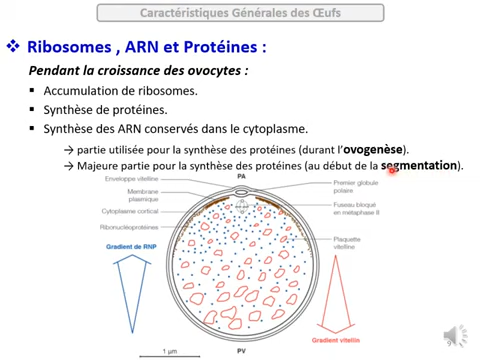 Caractéristiques Générales des Œufs
❖ Ribosomes , ARN et Protéines :
Pendant la croissance des ovocytes :
▪ Accumulation de ribosomes.
▪ Synthèse de protéines.
▪ Synthèse des ARN conservés dans le cytoplasme.
→ partie utilisée pour la synthèse des protéines (durant l'ovogenèse).
→ Majeure partie pour la synthèse des protéines (au début de la segmentation).
PA
Enveloppe vitelline
Membrane
plasmique
Cytoplasme cortical
Ribonucléoprotéines
Gradient de RNP
Premier globule
polaire
Fuseau bloqué
en métaphase II
Plaquette
vitelline
Gradient vitellin
1 µm
PV
9